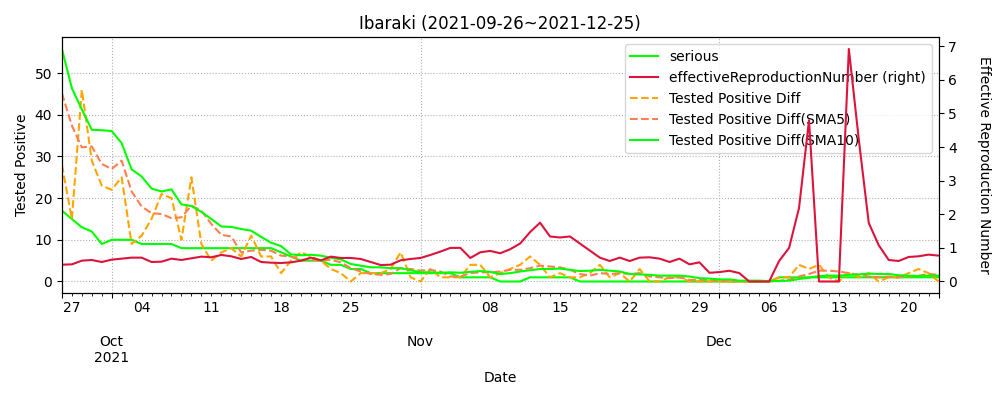 Ibaraki (2021-09-26~2021-12-25)
serious
effectiveReproductionNumber (right)
Tested Positive Diff
Tested Positive Diff(SMA5)
Tested Positive Diff(SMA10)
Tested Positive
50
40
30
20
10
0
Effective Reproduction Number
7
6
5
4
3
2
1
0
27 04 11 18 25 08 15 22 29 06 13 20
Oct Nov Dec
2021
Date